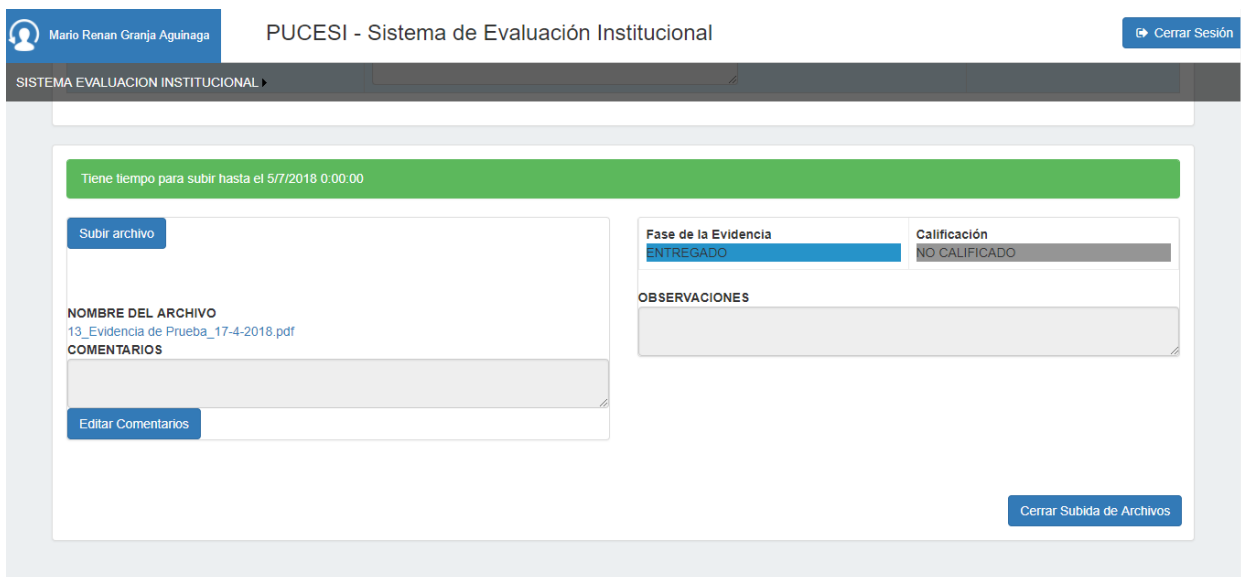 Mario Renan Granja Aguinaga
PUCESI - Sistema de Evaluación Institucional
Cerrar Sesión
SISTEMA EVALUACION INSTITUCIONAL
Tiene tiempo para subir hasta el 5/7/2018 0:00:00
Subir archivo
NOMBRE DEL ARCHIVO
13_Evidencia de Prueba_17-4-2018.pdf
COMENTARIOS
Editar Comentarios
Fase de la Evidencia
ENTREGADO
Calificación
NO CALIFICADO
OBSERVACIONES
Cerrar Subida de Archivos